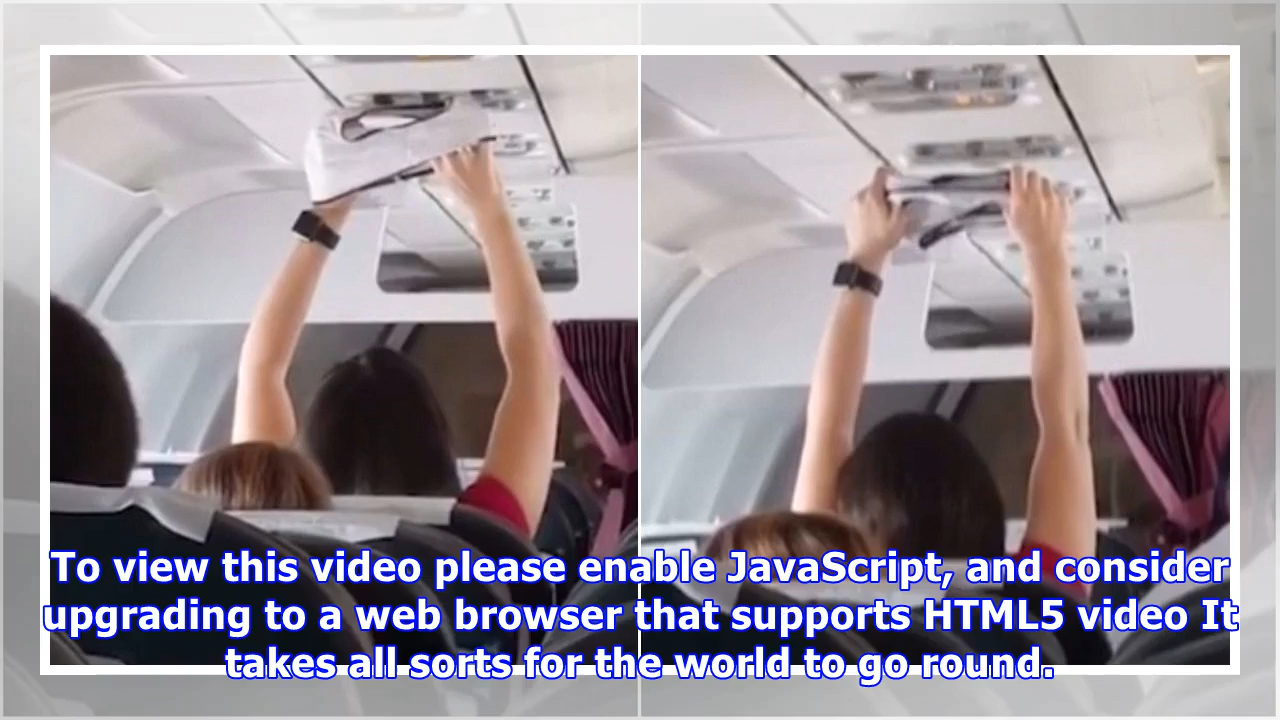 To view this video please enable JavaScript, and consider
upgrading to a web browser that supports HTML5 video It
takes all sorts for the world to go round.